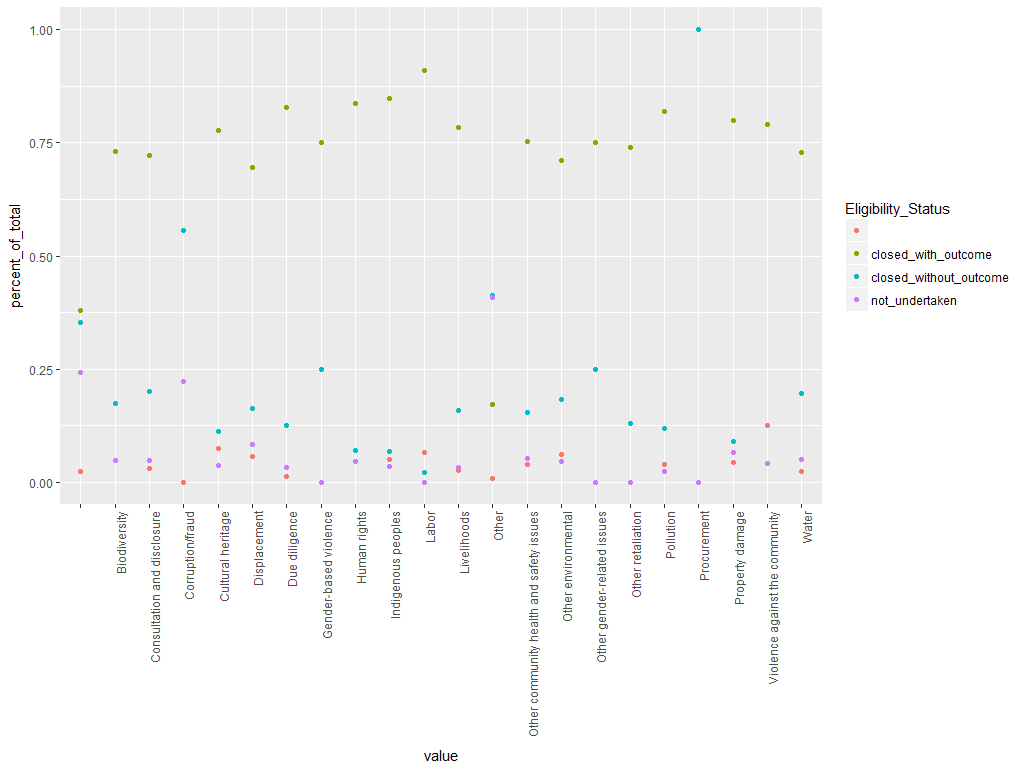 1.00
0.75
0.50
0.25
0.00
percent_of_total
Biodiversity
Consultation and disclosure
Corruption/fraud
Cultural heritage
Displacement
Due diligence
Gender-based violence
Human rights
Indigenous peoples
Labor
Livelihoods
Other
Other community health and safety issues
Other environmental
Other gender-related issues
Other retaliation
Pollution
Procurement
Property damage
Violence against the community
Water
value
Eligibility_Status
closed_with_outcome
closed_without_outcome
not_undertaken